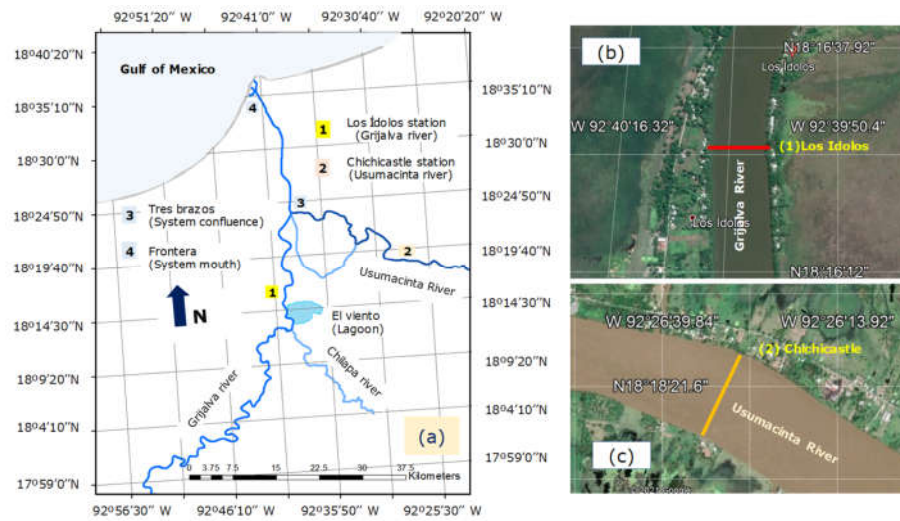 92º51'20'' W
92º41'0'' W
92º30'40'' W
92º20'20'' W
18º40'20''N
18º35'10''N
18º30'0''N
18º24'50''N
18º19'40''N
18º14'30''N
18º9'20''N
18º4'10''N
17º59'0''N
Gulf of Mexico
4
1
Los Ídolos station
(Grijalva river)
2
Chichicastle station
(Usumacinta river)
3
Tres brazos
(System confluence)
4
Frontera
(System mouth)
3
2
Usumacinta River
N
1
El viento
(Lagoon)
Chilapa river
Grijalva river
(a)
0 3.75 7.5 15 22.5 30 37.5
Kilometers
18º35'10''N
18º30'0''N
18º24'50''N
18º19'40''N
18º14'30''N
18º9'20''N
18º4'10''N
17º59'0''N
92º56'30'' W
92º46'10'' W
92º35'50'' W
92º25'30'' W
(b)
N18°16'37.92"
Los Idolos
W 92°40'16.32"
W 92°39'50.4"
(1)Los Idolos
Grijalva River
Los Idolos
N18°16'12"
W 92°26'39.84"
W 92°26'13.92"
(2) Chichicastle
N18°18'21.6"
Usumacinta River
(c)